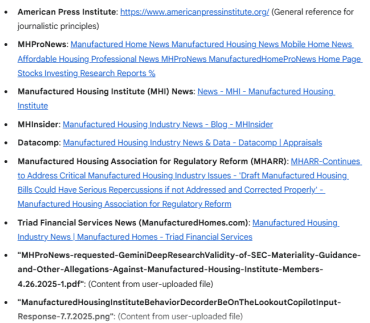 • American Press Institute: https://www.americanpressinstitute.org/ (General reference for
journalistic principles)
• MHProNews: Manufactured Home News Manufactured Housing News Mobile Home News
Affordable Housing Professional News MHProNews ManufacturedHomeProNews Home Page
Stocks Investing Research Reports %
• Manufactured Housing Institute (MHI) News: News - MHI - Manufactured Housing
Institute
• MHInsider: Manufactured Housing Industry News - Blog - MHInsider
• Datacomp: Manufactured Housing Industry News & Data - Datacomp | Appraisals
• Manufactured Housing Association for Regulatory Reform (MHARR): MHARR-Continues
to Address Critical Manufactured Housing Industry Issues - 'Draft Manufactured Housing
Bills Could Have Serious Repercussions if not Addressed and Corrected Properly' -
Manufactured Housing Association for Regulatory Reform
• Triad Financial Services News (ManufacturedHomes.com): Manufactured Housing
Industry News | Manufactured Homes - Triad Financial Services
• "MHProNews-requested-GeminiDeepResearchValidity-of-SEC-Materiality-Guidance-
and-Other-Allegations-Against-Manufactured-Housing-Institute-Members-
4.26.2025-1.pdf": (Content from user-uploaded file)
• "ManufacturedHousingInstituteBehaviorDecorderBeOnTheLookoutCopilotInput-
Response-7.7.2025.png": (Content from user-uploaded file)